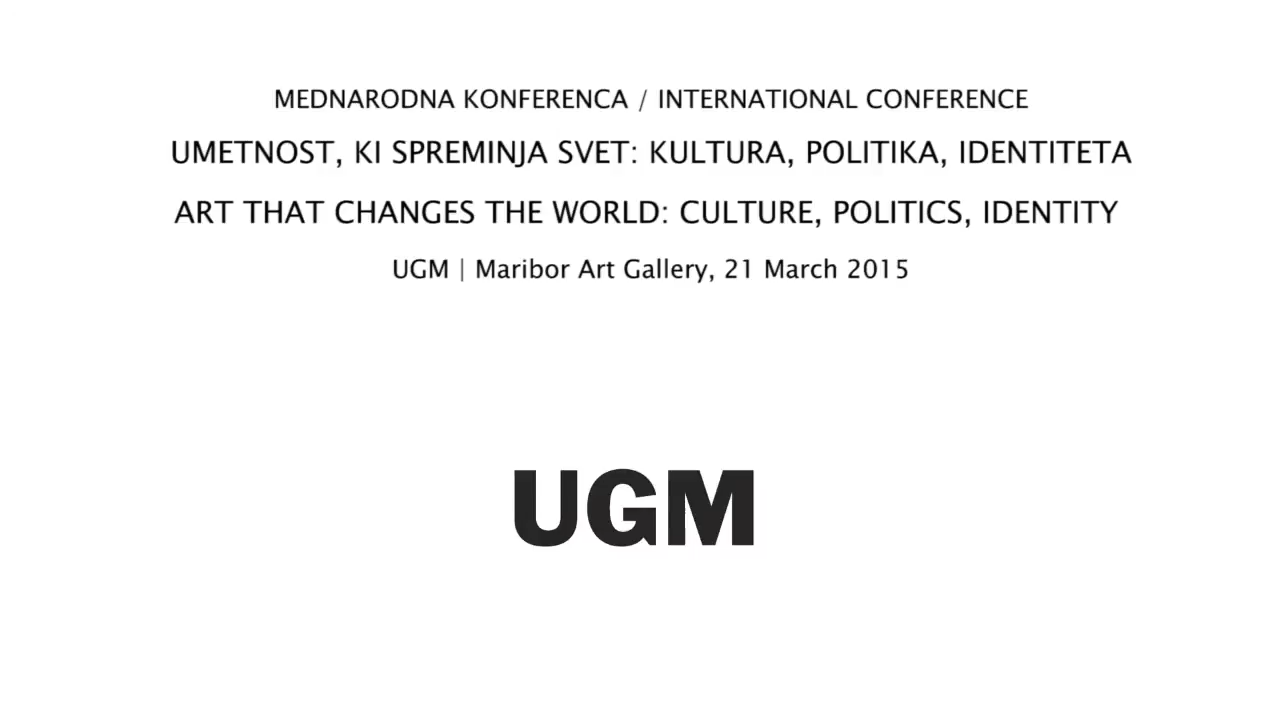 MEDNARODNA KONFERENCA / INTERNATIONAL CONFERENCE
UMETNOST, KI SPREMINJA SVET: KULTURA, POLITIKA, IDENTITETA
ART THAT CHANGES THE WORLD: CULTURE, POLITICS, IDENTITY
UGM | Maribor Art Gallery, 21 March 2015
UGM